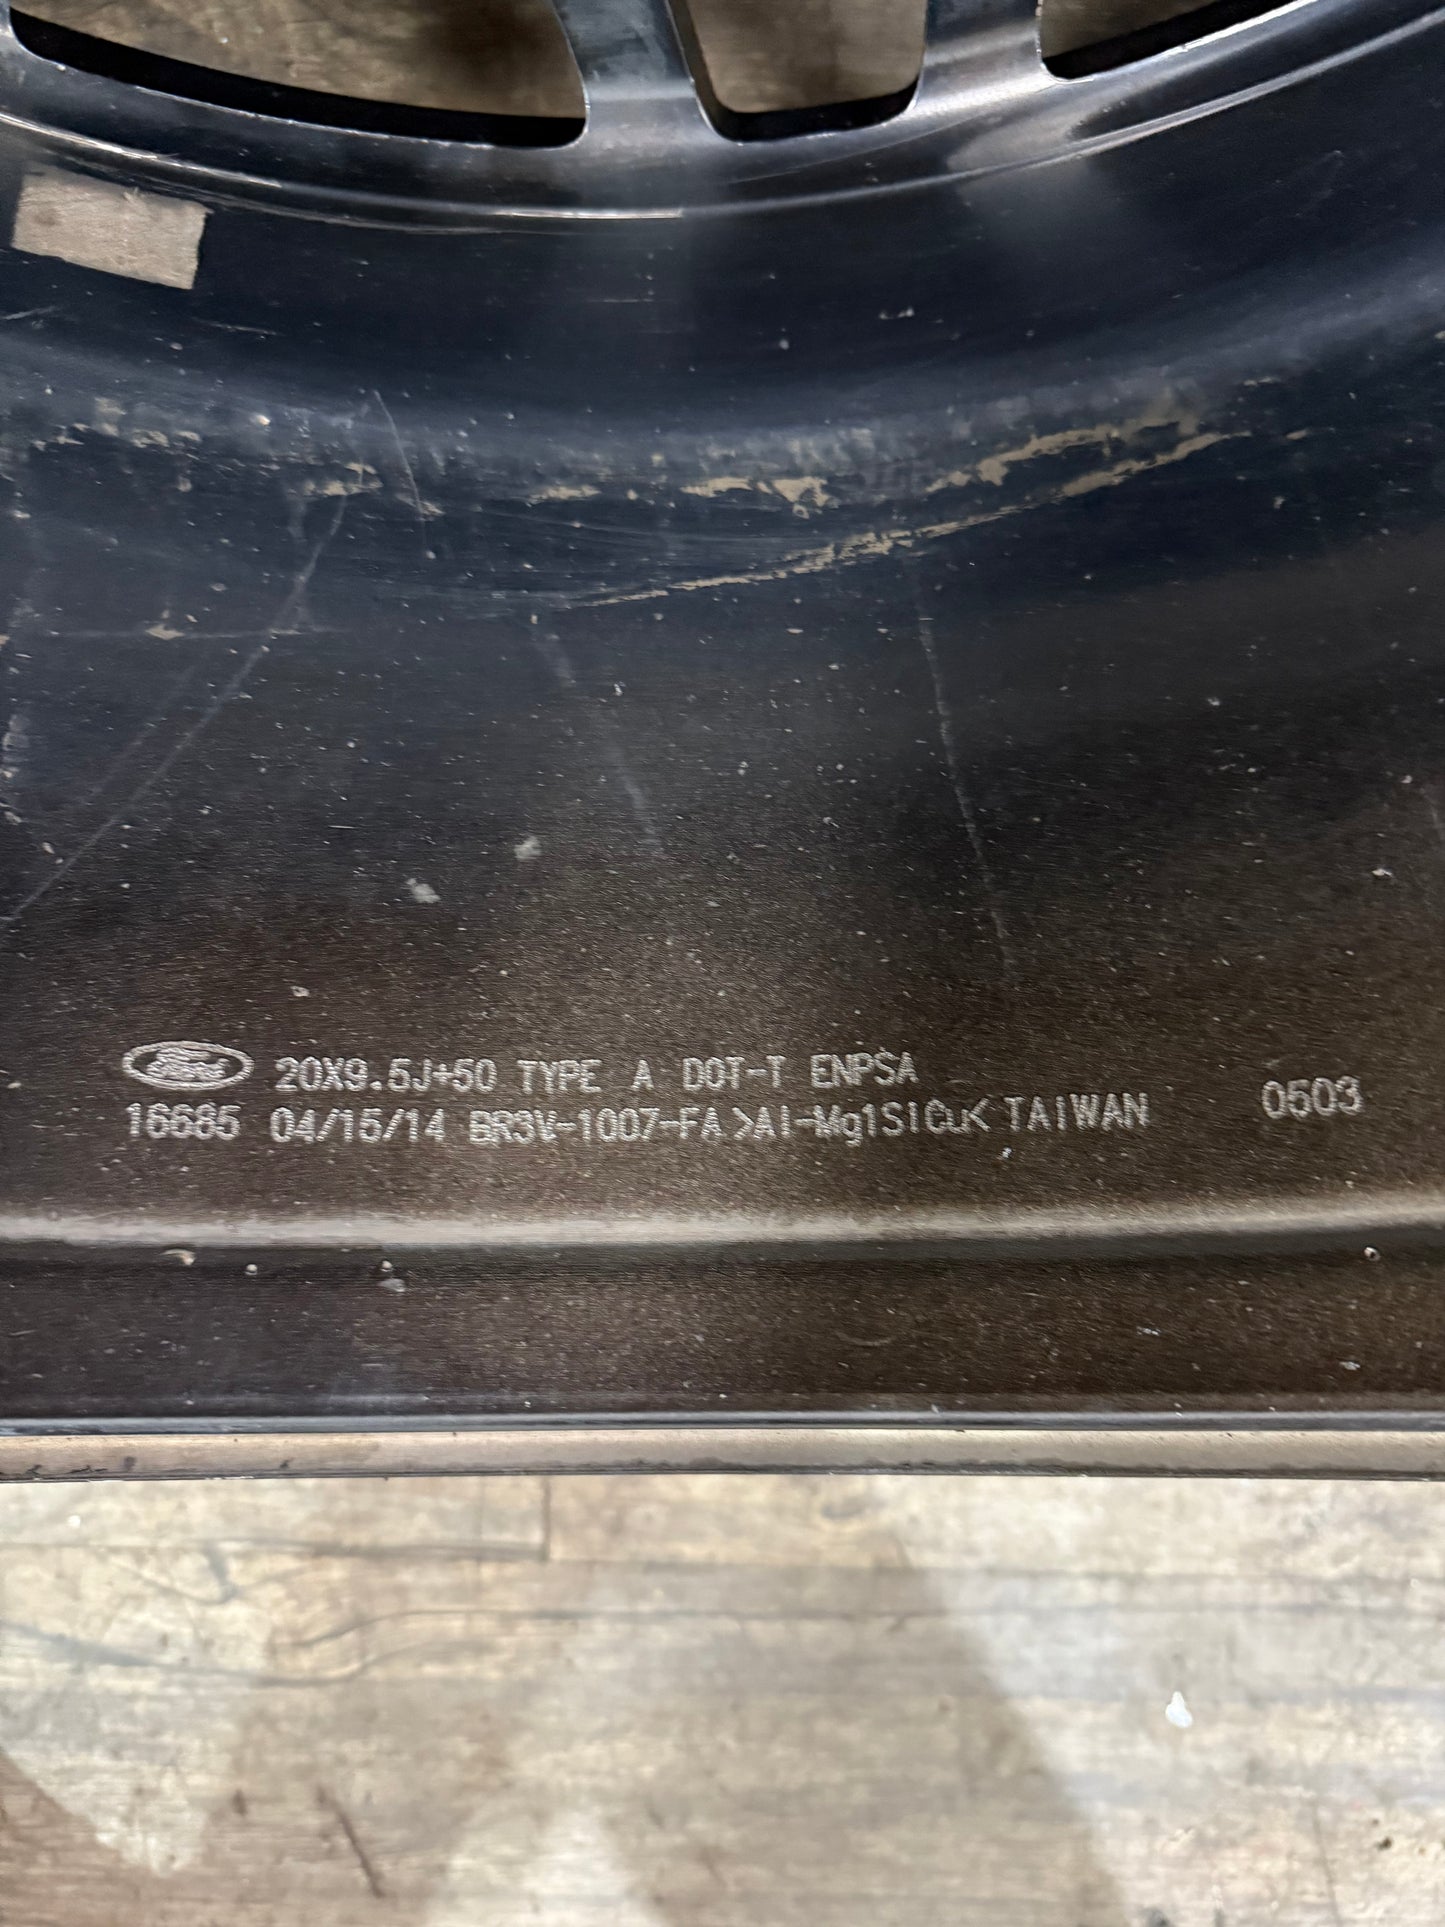 Ford 20X9.5J+50 TYPE A DOT-T ENPSA
16685 04/15/14 BR3V-1007-FA >Al-Mg1SiCu< TAIWAN 0503